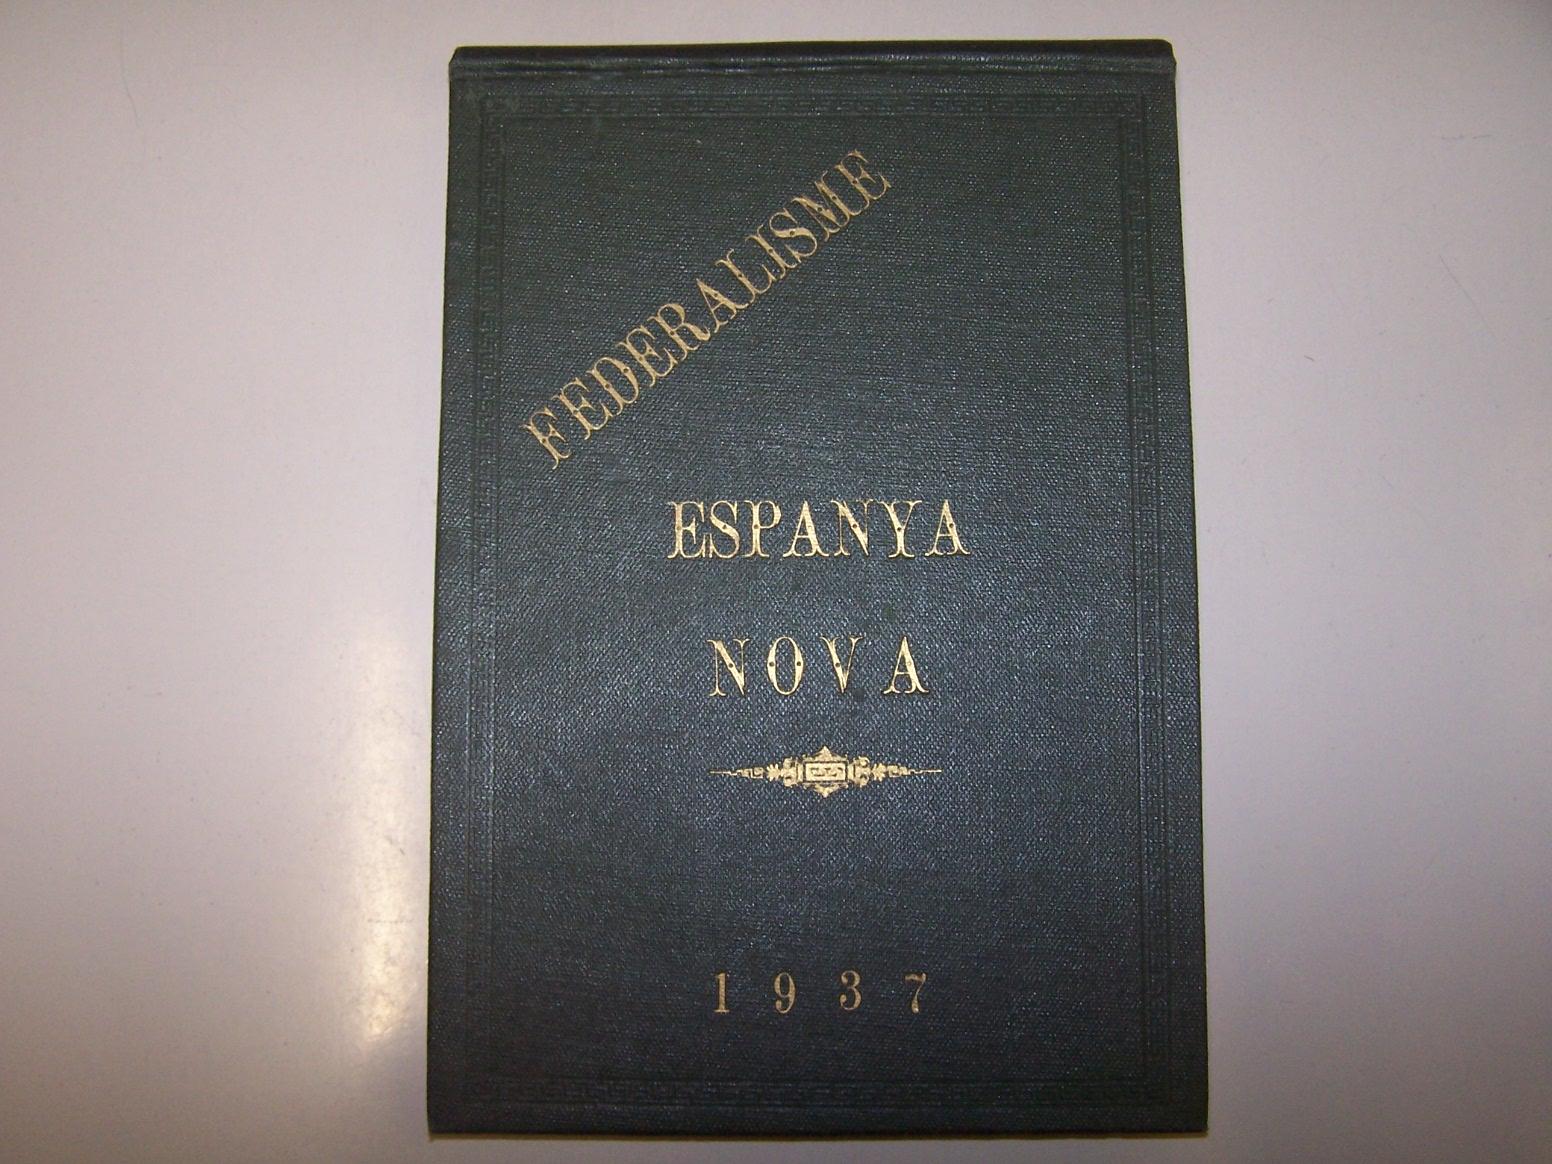 FEDERALISME
ESPANYA
NOVA
1937